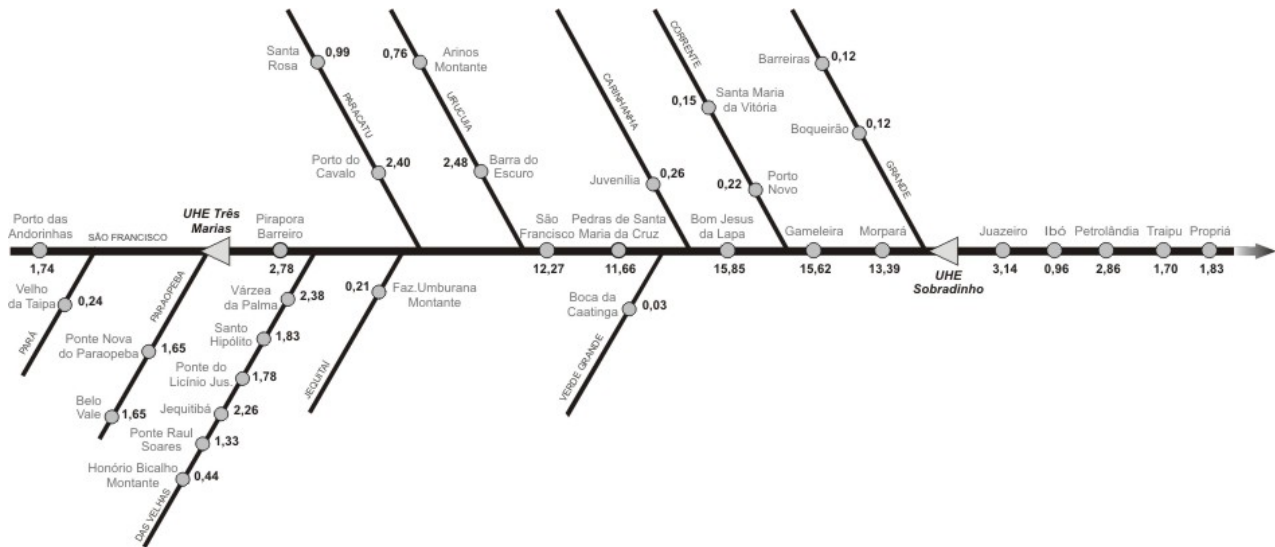 Santa
Rosa
0,99
0,76
Arinos
Montante
PARACATU
URUCUIA
CARINHANHA
CORRENTE
Barreiras
0,12
0,15
Santa Maria
da Vitória
Boqueirão
0,12
GRANDE
Porto do
Cavalo
2,40
2,48
Barra do
Escuro
Juvenília
0,26
0,22
Porto
Novo
Porto das
Andorinhas
SÃO FRANCISCO
UHE Três
Marias
Pirapora
Barreiro
São
Francisco
Pedras de Santa
Maria da Cruz
Bom Jesus
da Lapa
Gameleira
Morpará
Juazeiro
Ibó
Petrolândia
Traipu
Propriá
1,74
2,78
12,27
11,66
15,85
15,62
13,39
UHE
Sobradinho
3,14
0,96
2,86
1,70
1,83
Velho
da Taipa
0,24
PARÁ
PARAOPEBA
Ponte Nova
do Paraopeba
1,65
Belo
Vale
1,65
Várzea
da Palma
2,38
Santo
Hipólito
1,83
Ponte do
Licínio Jus.
1,78
Jequitibá
2,26
Ponte Raul
Soares
1,33
Honório Bicalho
Montante
0,44
DAS VELHAS
0,21
Faz.Umburana
Montante
JEQUITAÍ
Boca da
Caatinga
0,03
VERDE GRANDE